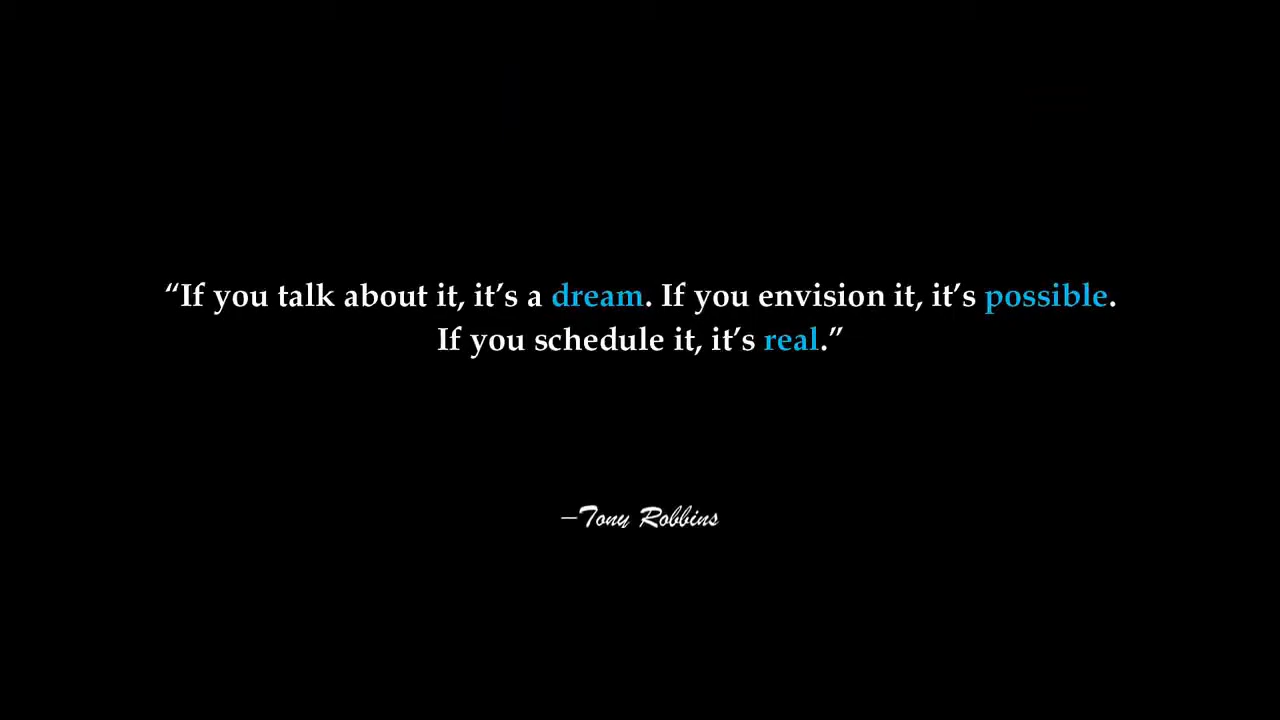 “If you talk about it, it’s a dream. If you envision it, it’s possible.
If you schedule it, it’s real.”
–Tony Robbins